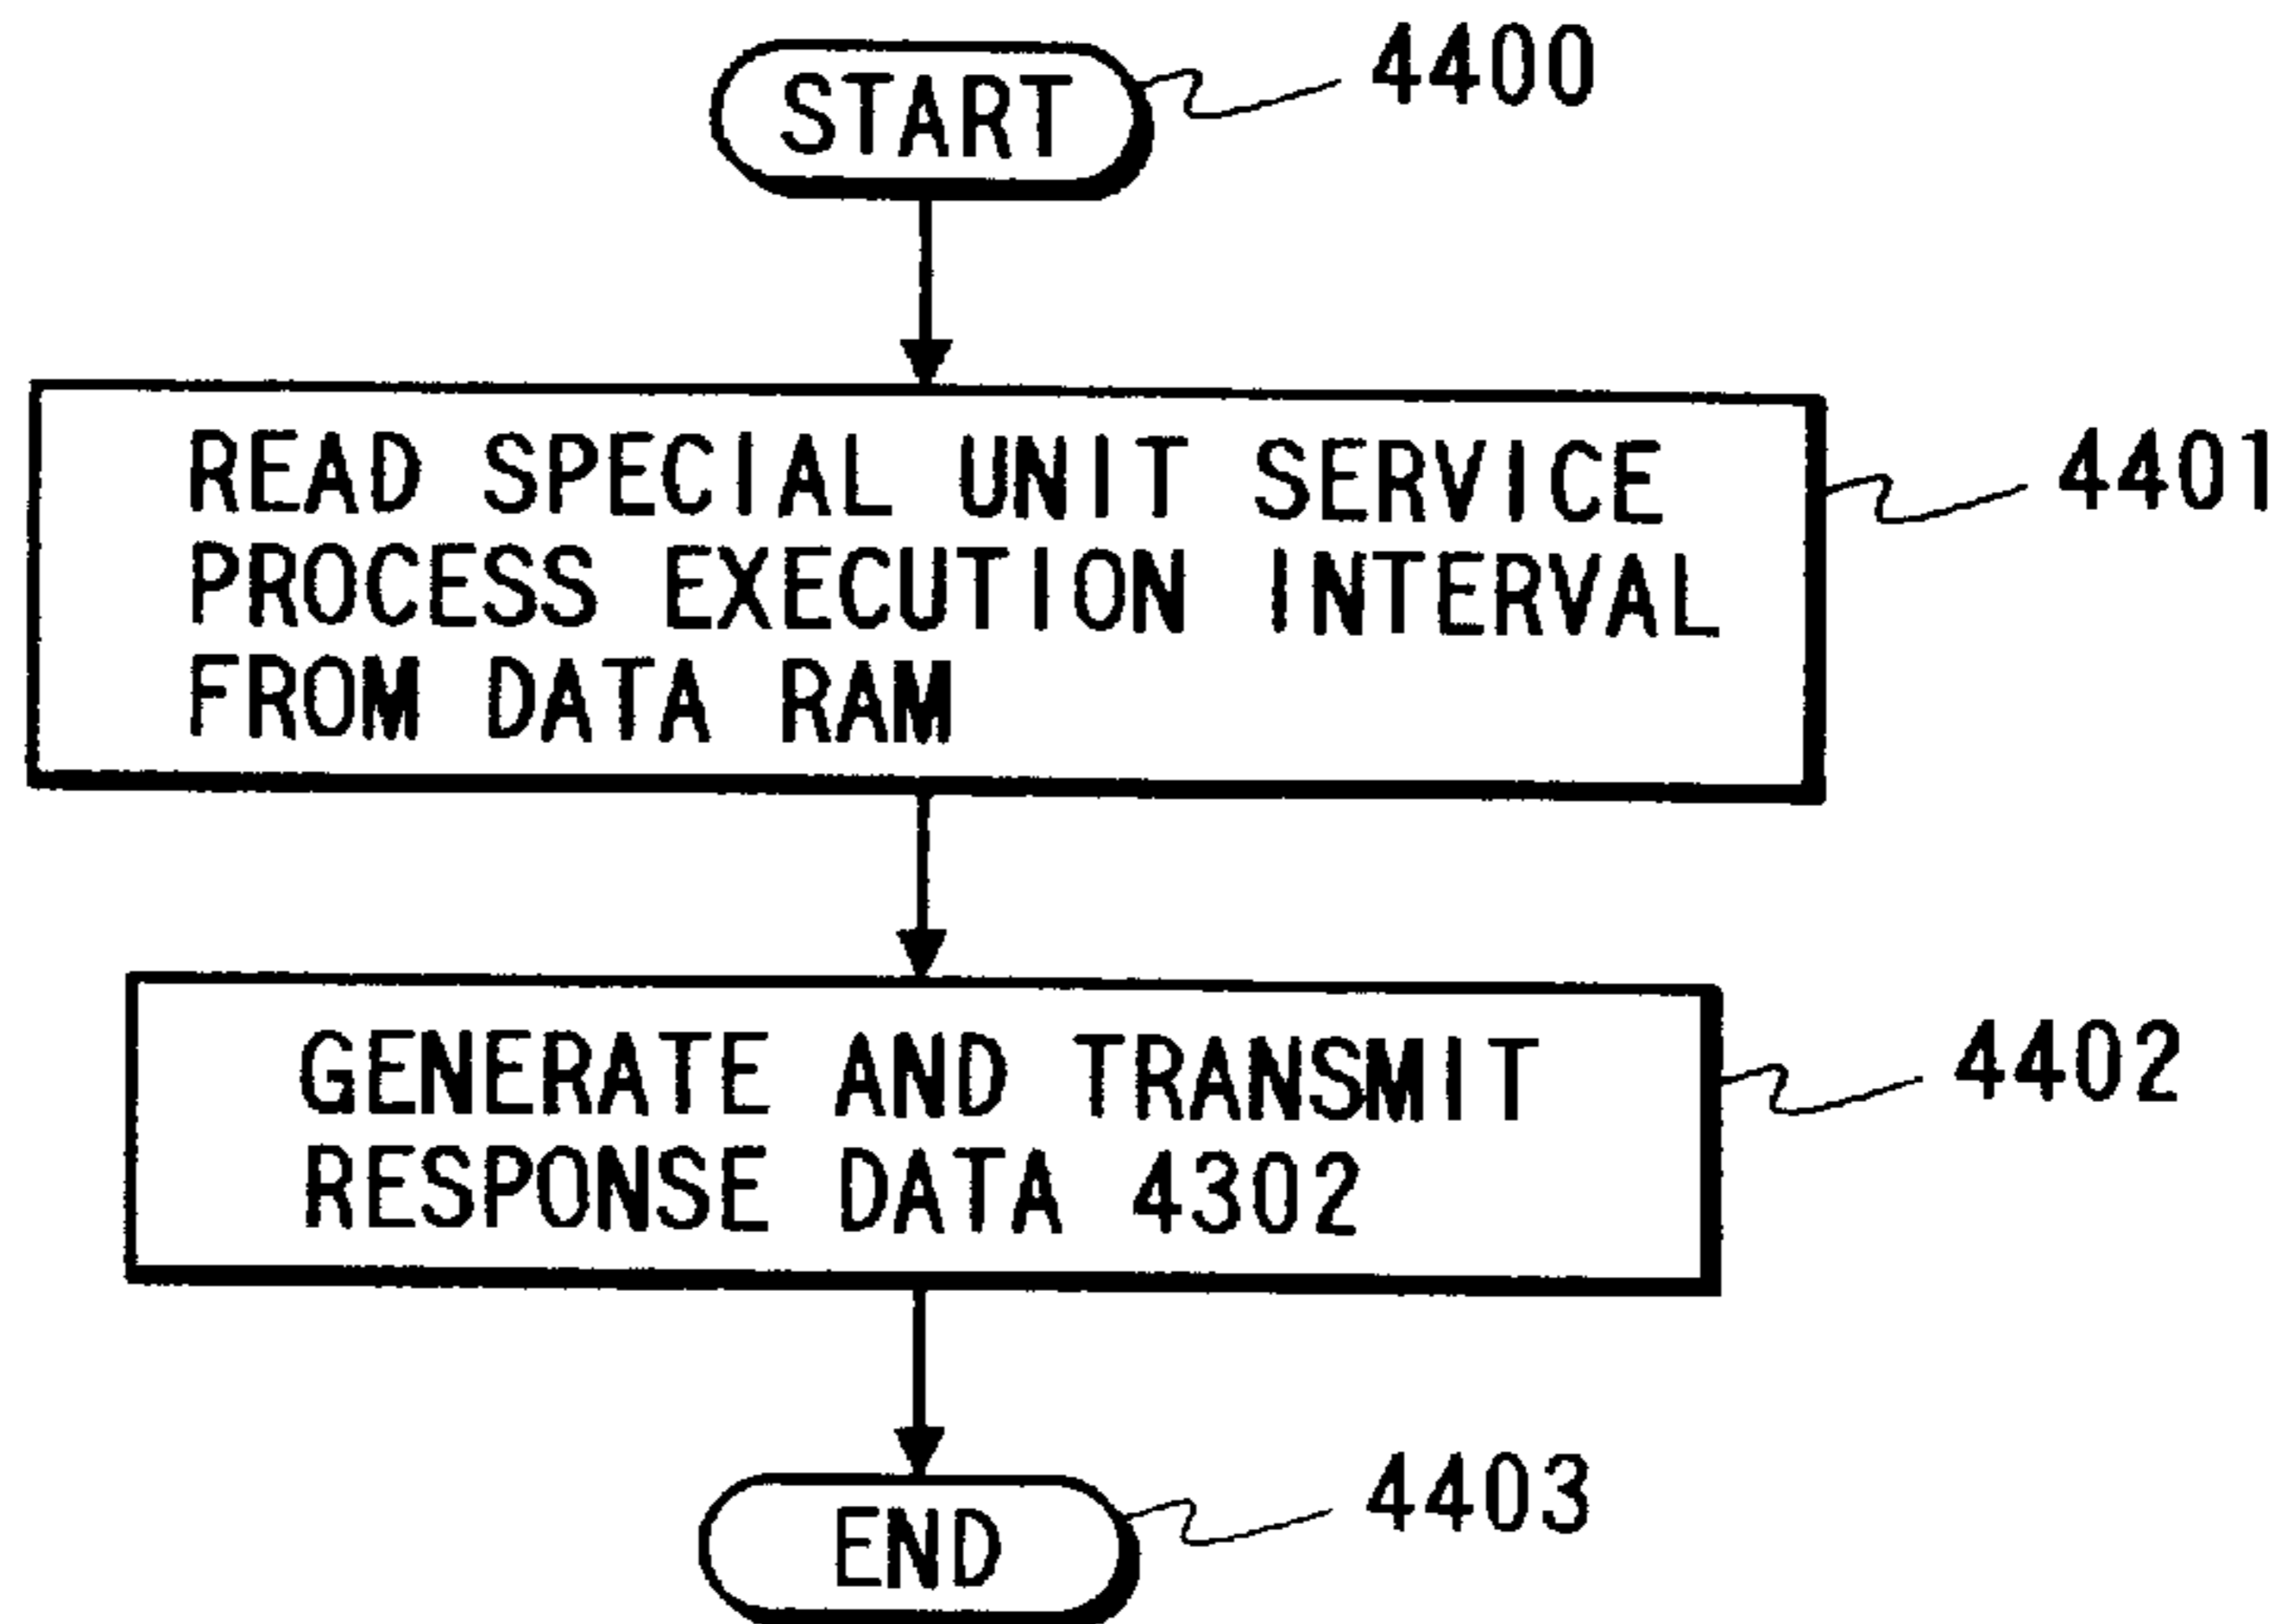 START
4400
READ SPECIAL UNIT SERVICE
PROCESS EXECUTION INTERVAL
FROM DATA RAM
4401
GENERATE AND TRANSMIT
RESPONSE DATA 4302
4402
END
4403